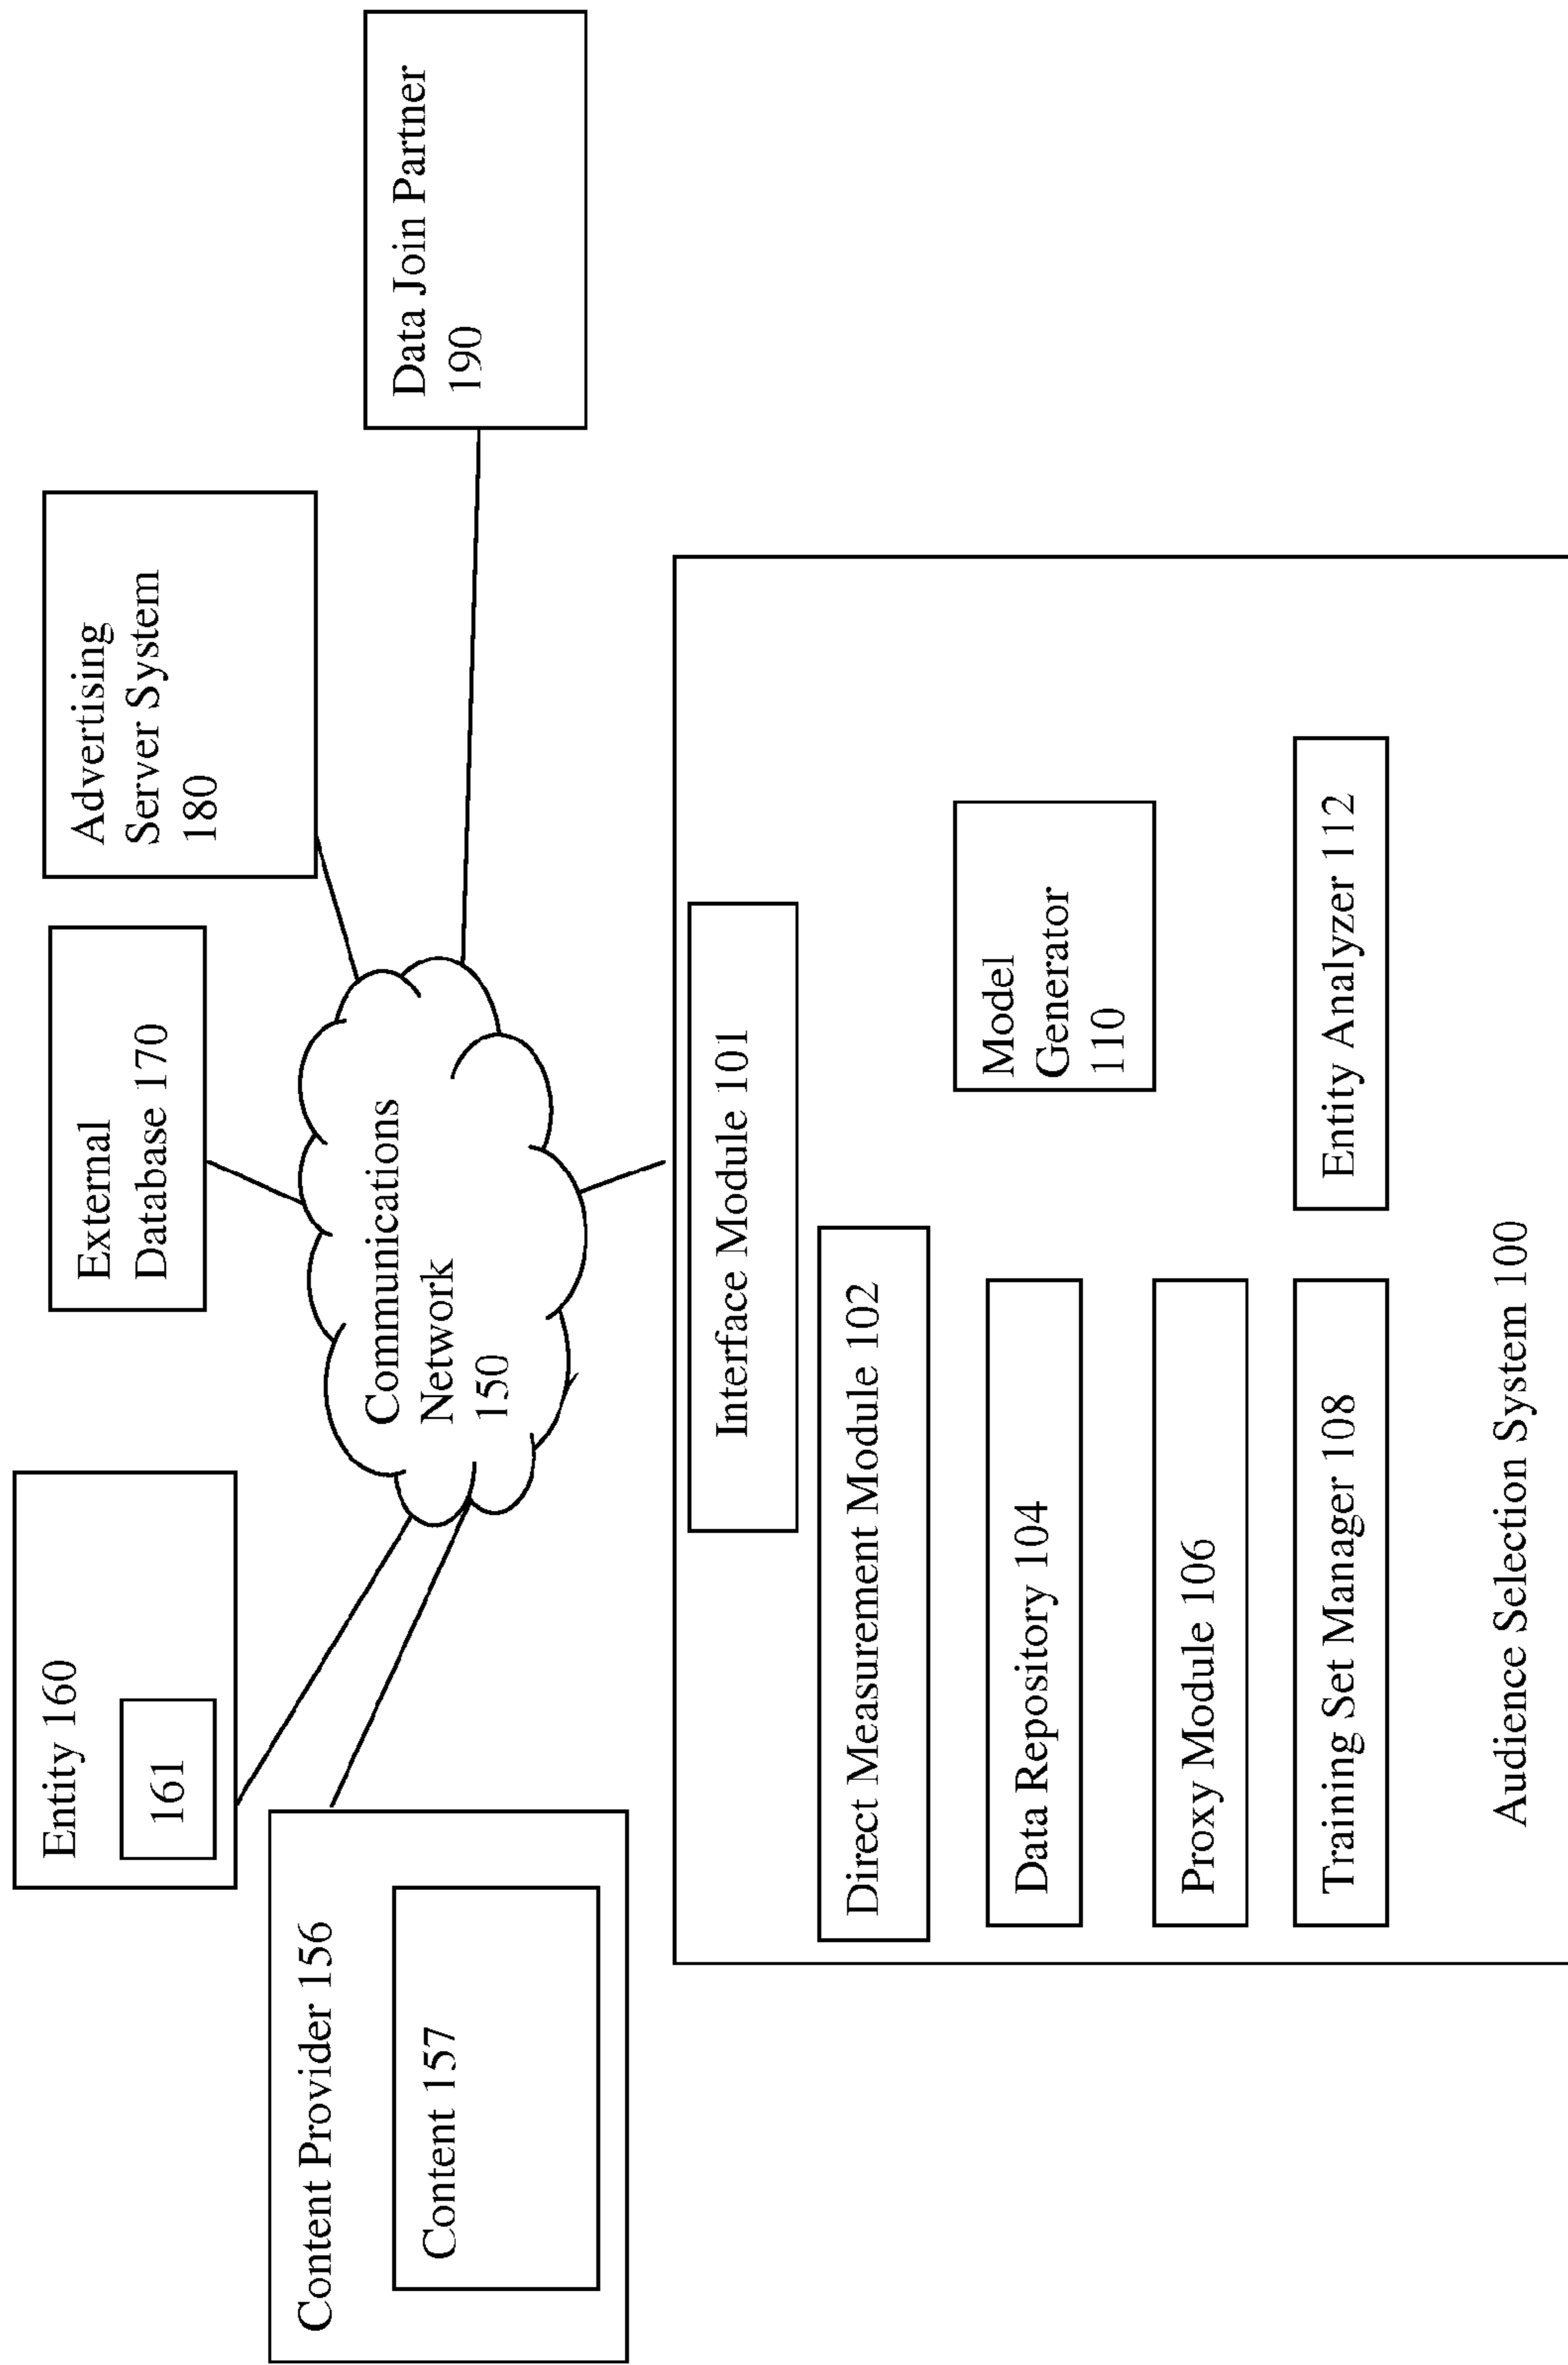 Entity 160
161
External
Database 170
Advertising
Server System
180
Content Provider 156
Content 157
Communications
Network
150
Data Join Partner
190
Interface Module 101
Direct Measurement Module 102
Data Repository 104
Model
Generator
110
Proxy Module 106
Training Set Manager 108
Entity Analyzer 112
Audience Selection System 100